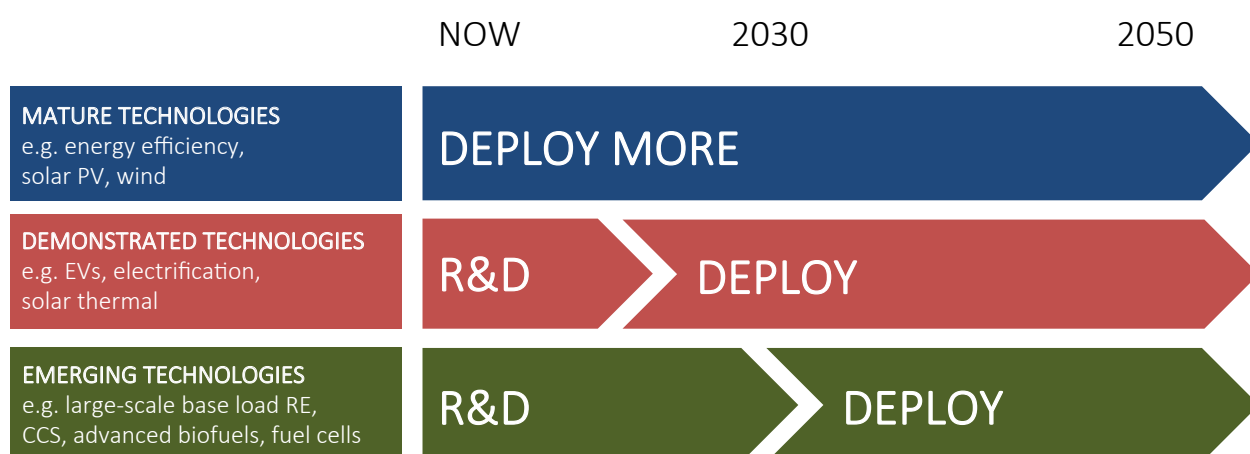 NOW 2030 2050
MATURE TECHNOLOGIES
e.g. energy efficiency,
solar PV, wind
DEPLOY MORE
DEMONSTRATED TECHNOLOGIES
e.g. EVs, electrification,
solar thermal
R&D DEPLOY
EMERGING TECHNOLOGIES
e.g. large-scale base load RE,
CCS, advanced biofuels, fuel cells
R&D DEPLOY